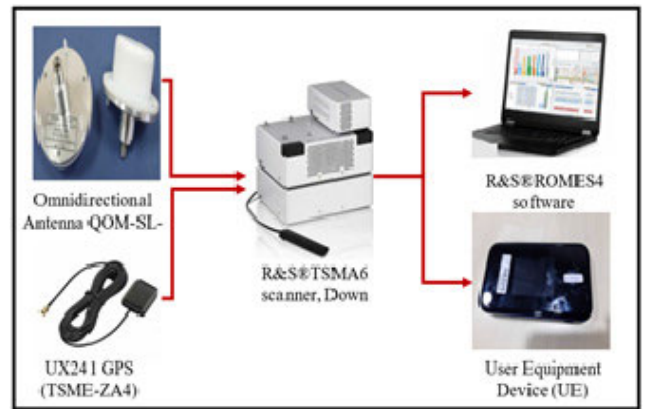 Omnidirectional
Antenna QOM-SL-
UX241 GPS
(TSME-ZA4)
R&S®TSMA6
scanner, Down
R&S®ROMES4
software
User Equipment
Device (UE)